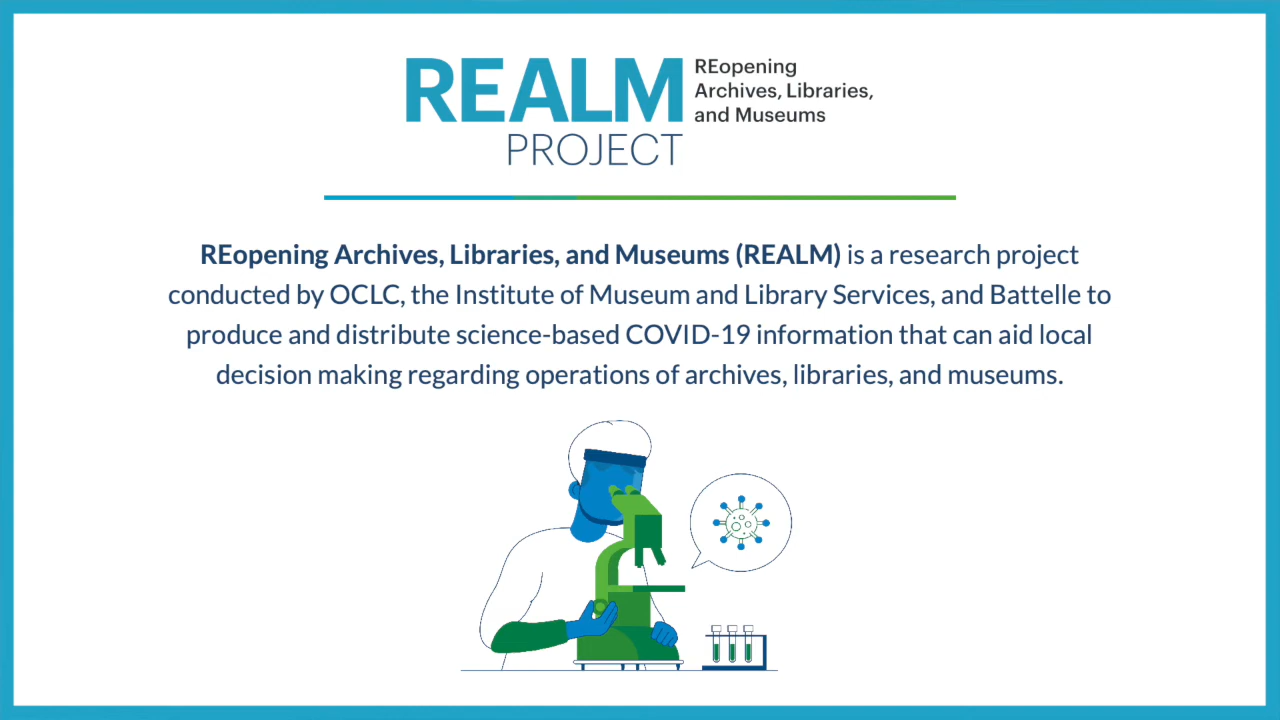 REALM
PROJECT
REopening
Archives, Libraries,
and Museums
REopening Archives, Libraries, and Museums (REALM) is a research project
conducted by OCLC, the Institute of Museum and Library Services, and Battelle to
produce and distribute science-based COVID-19 information that can aid local
decision making regarding operations of archives, libraries, and museums.